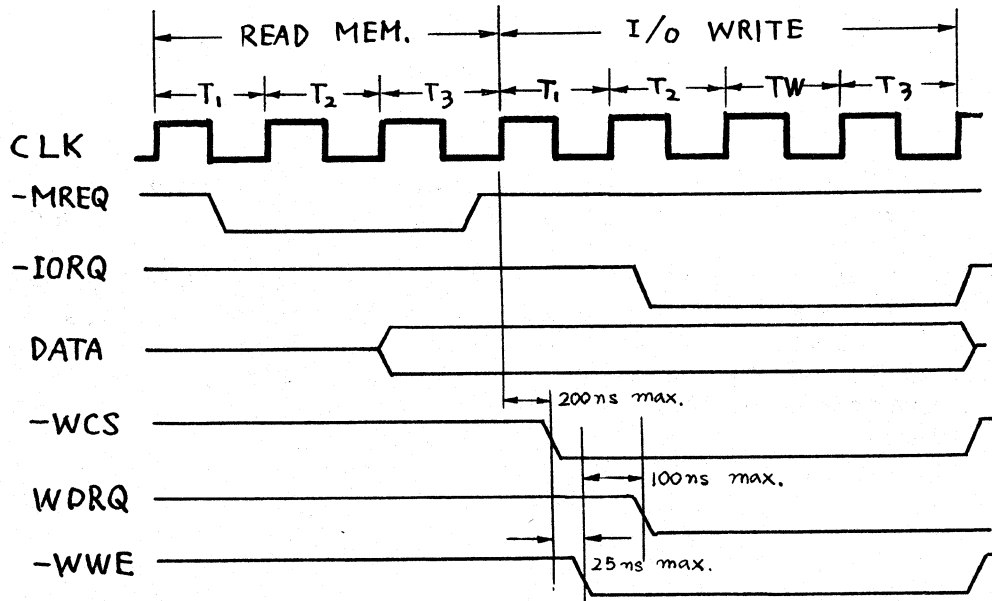 READ MEM. I/O WRITE
T1 T2 T3 T1 T2 TW T3
CLK
-MREQ
-IORQ
DATA
200ns max.
-WCS
100ns max.
WDRQ
25ns max.
-WWE